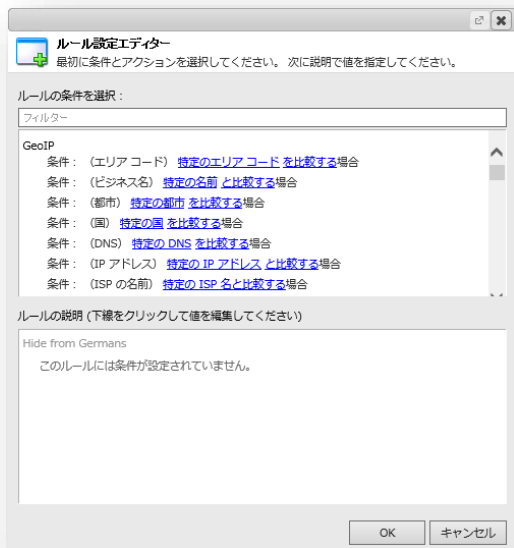 ルール設定エディター
最初に条件とアクションを選択してください。 次に説明で値を指定してください。
ルールの条件を選択：
フィルター
GeoIP
条件： （エリア コード） 特定のエリア コード を比較する場合
条件： （ビジネス名） 特定の名前 と比較する場合
条件： （都市） 特定の都市 を比較する場合
条件： （国） 特定の国 を比較する場合
条件： （DNS） 特定の DNS を比較する場合
条件： （IP アドレス） 特定の IP アドレス と比較する場合
条件： （ISP の名前） 特定の ISP 名と比較する場合
ルールの説明 (下線をクリックして値を編集してください)
Hide from Germans
このルールには条件が設定されていません。
OK キャンセル